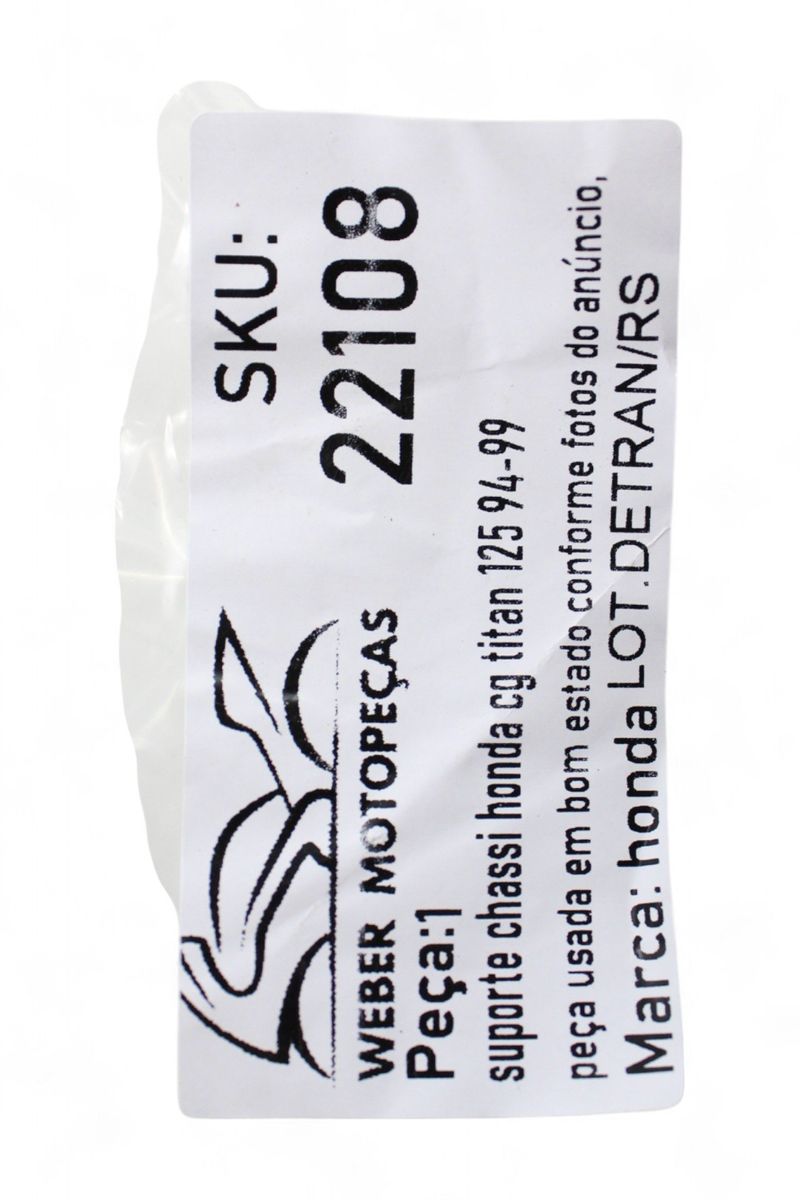 SKU:
22108
WEBER MOTOPEÇAS
Peça:1
suporte chassi honda cg titan 125 94-99
peça usada em bom estado conforme fotos do anúncio,
Marca: honda LOT.DETRAN/RS